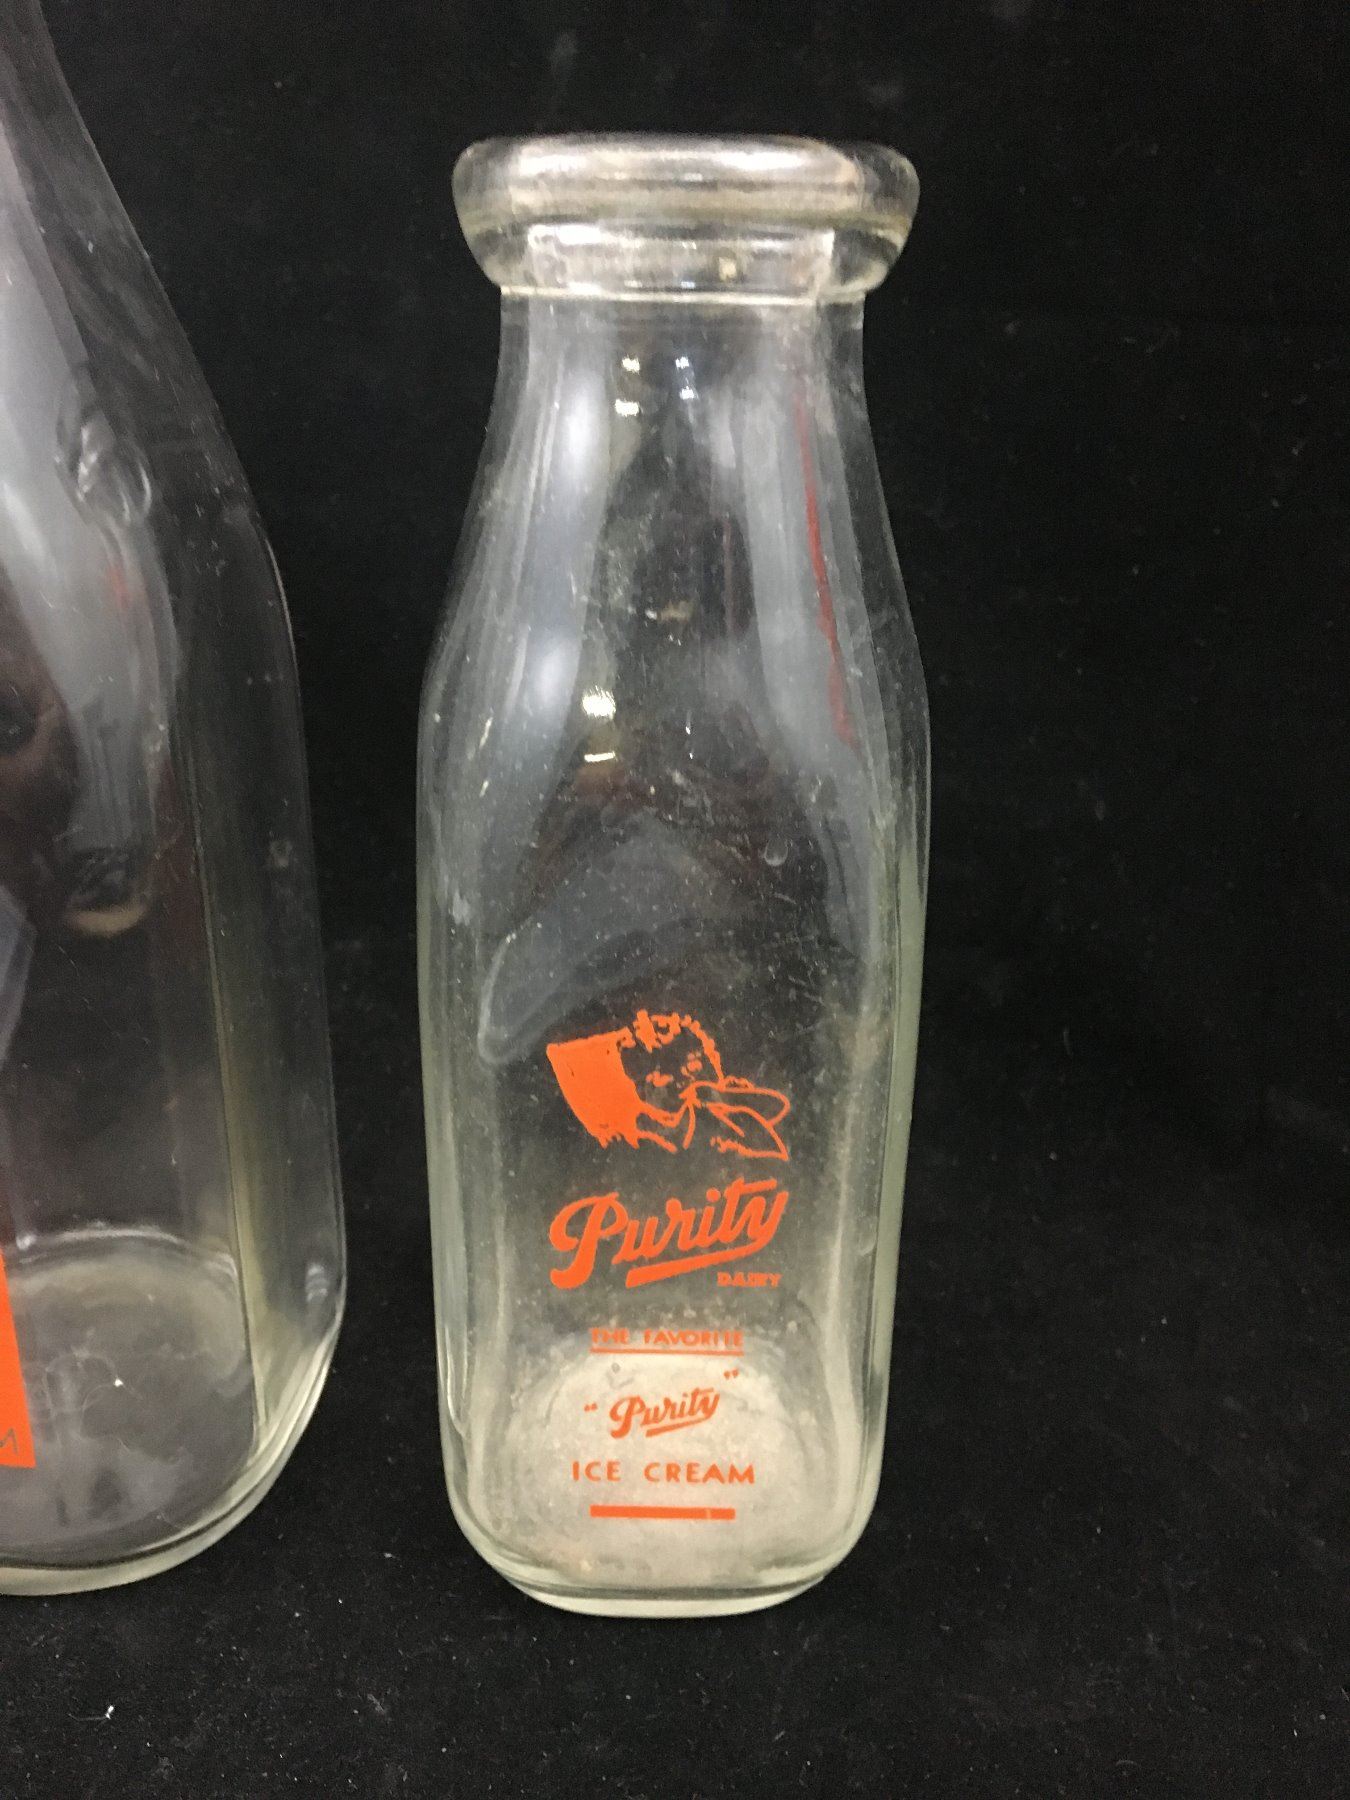 Purity
DAIRY
THE FAVORITE
"Purity"
ICE CREAM
M